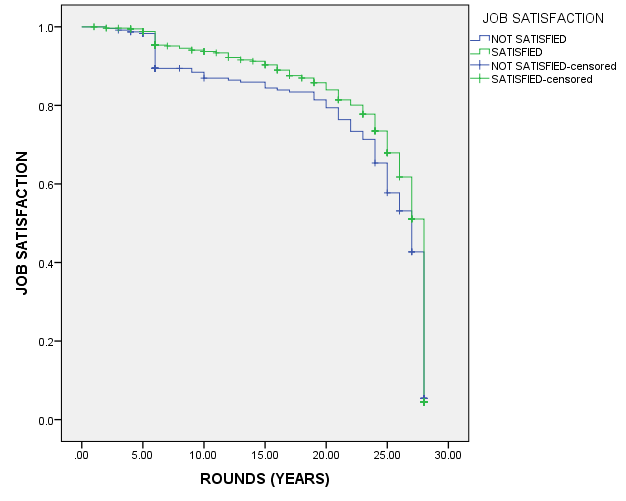 JOB SATISFACTION
NOT SATISFIED
SATISFIED
NOT SATISFIED-censored
SATISFIED-censored
JOB SATISFACTION
1.0
0.8
0.6
0.4
0.2
0.0
.00 5.00 10.00 15.00 20.00 25.00 30.00
ROUNDS (YEARS)